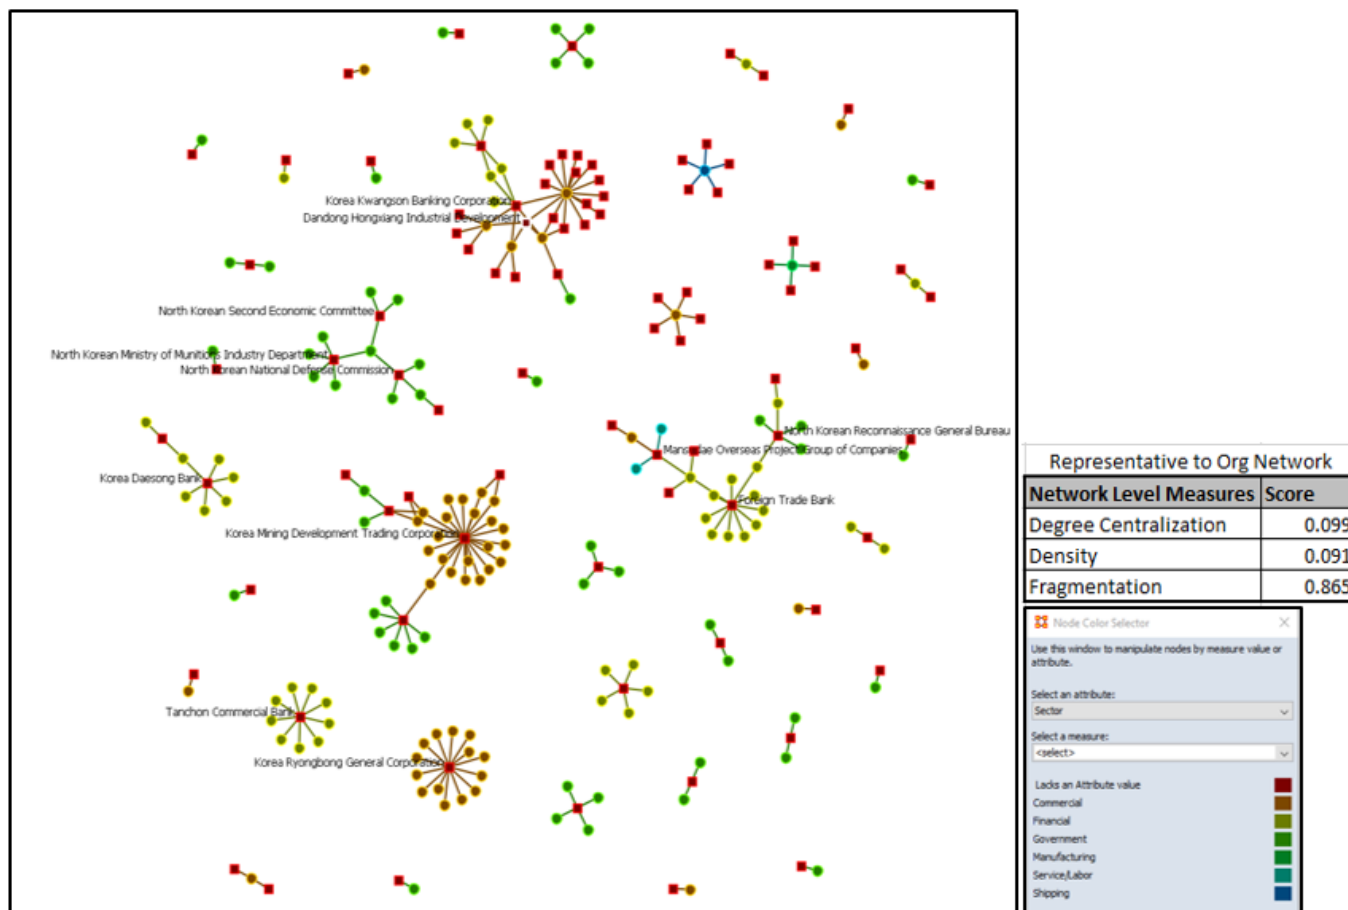 Korea Kwangson Banking Corporation
Dandong Hongxiang Industrial Development
North Korean Second Economic Committee
North Korean Ministry of Munitions Industry Department
North Korean National Defense Commission
North Korean Reconnaissance General Bureau
Mansudae Overseas Project Group of Companies
Korea Daesong Bank
Foreign Trade Bank
Korea Mining Development Trading Corporation
Tanchon Commercial Bank
Korea Ryongbong General Corporation
Representative to Org Network
Network Level Measures Score
Degree Centralization 0.099
Density 0.091
Fragmentation 0.865
Node Color Selector
Use this window to manipulate nodes by measure value or
attribute.
Select an attribute:
Sector
Select a measure:
<select>
Lacks an Attribute value
Commercial
Financial
Government
Manufacturing
Service/Labor
Shipping